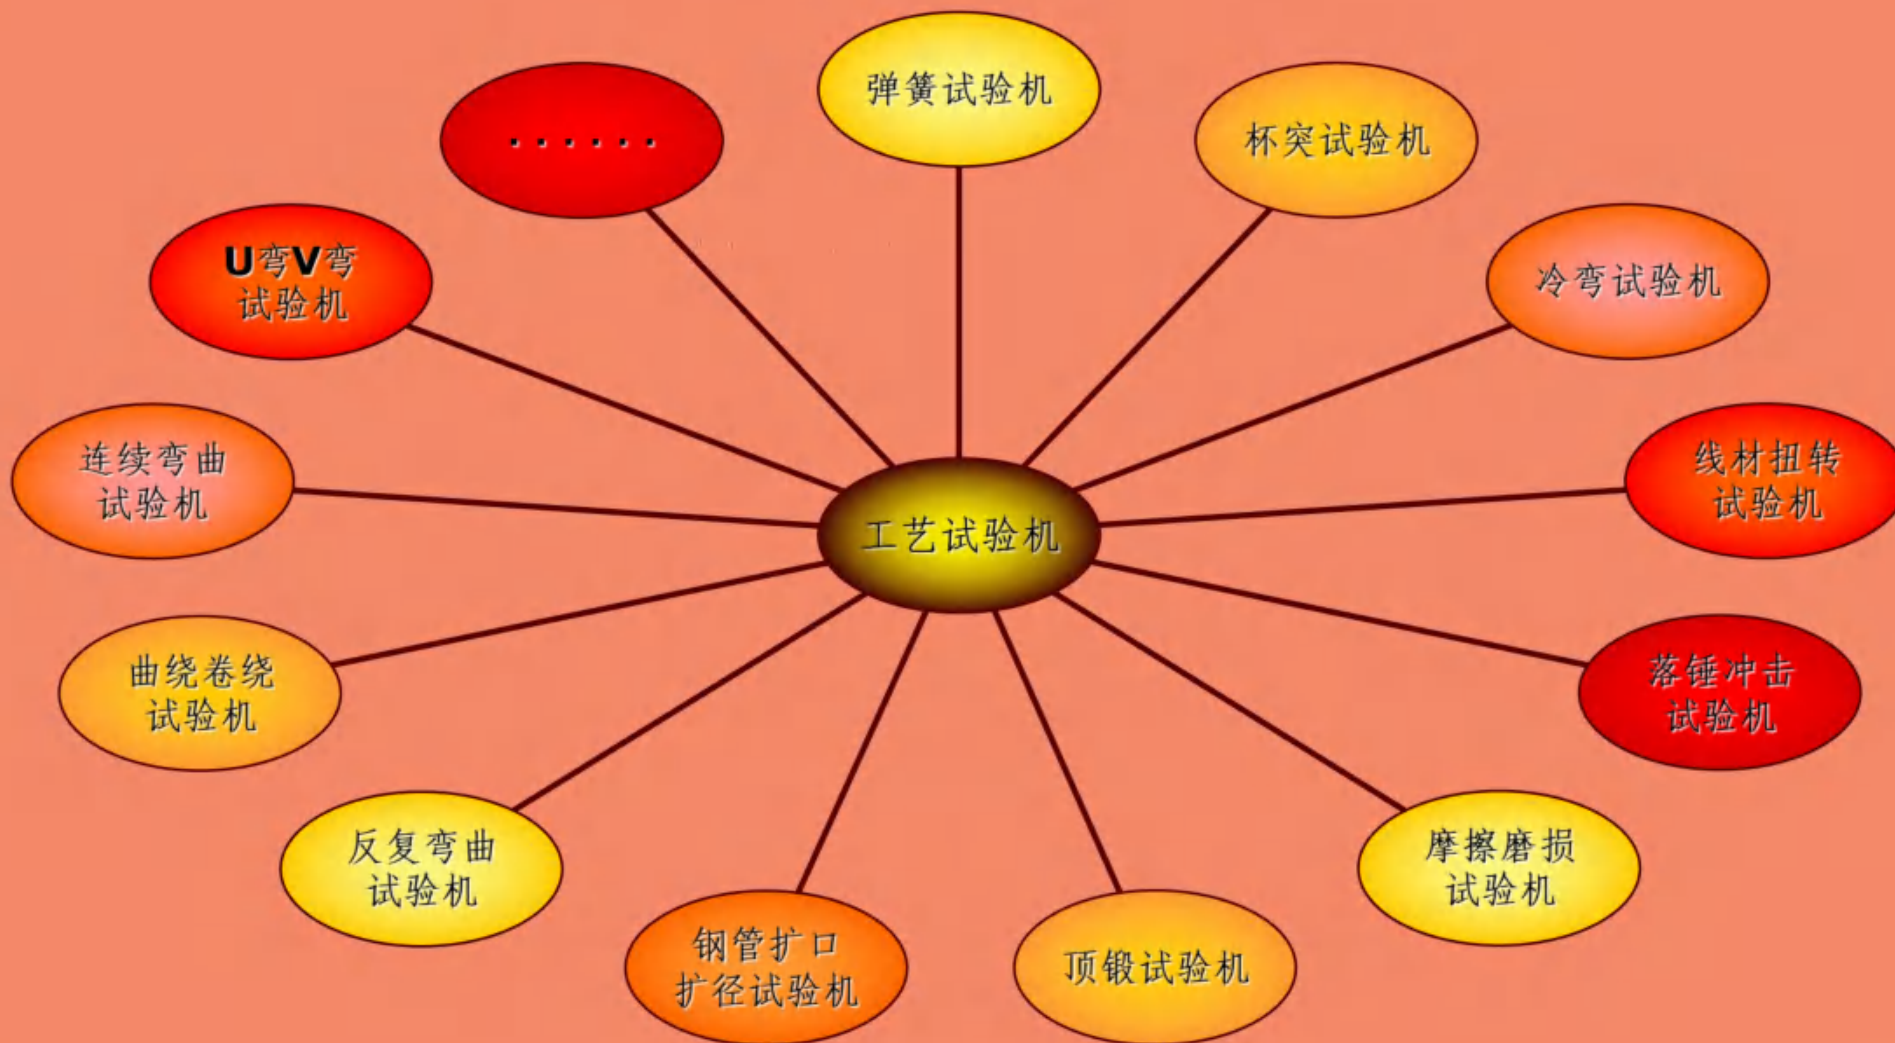 弹簧试验机
······
杯突试验机
U弯V弯
试验机
冷弯试验机
连续弯曲
试验机
线材扭转
试验机
工艺试验机
曲绕卷绕
试验机
落锤冲击
试验机
反复弯曲
试验机
摩擦磨损
试验机
钢管扩口
扩径试验机
顶锻试验机